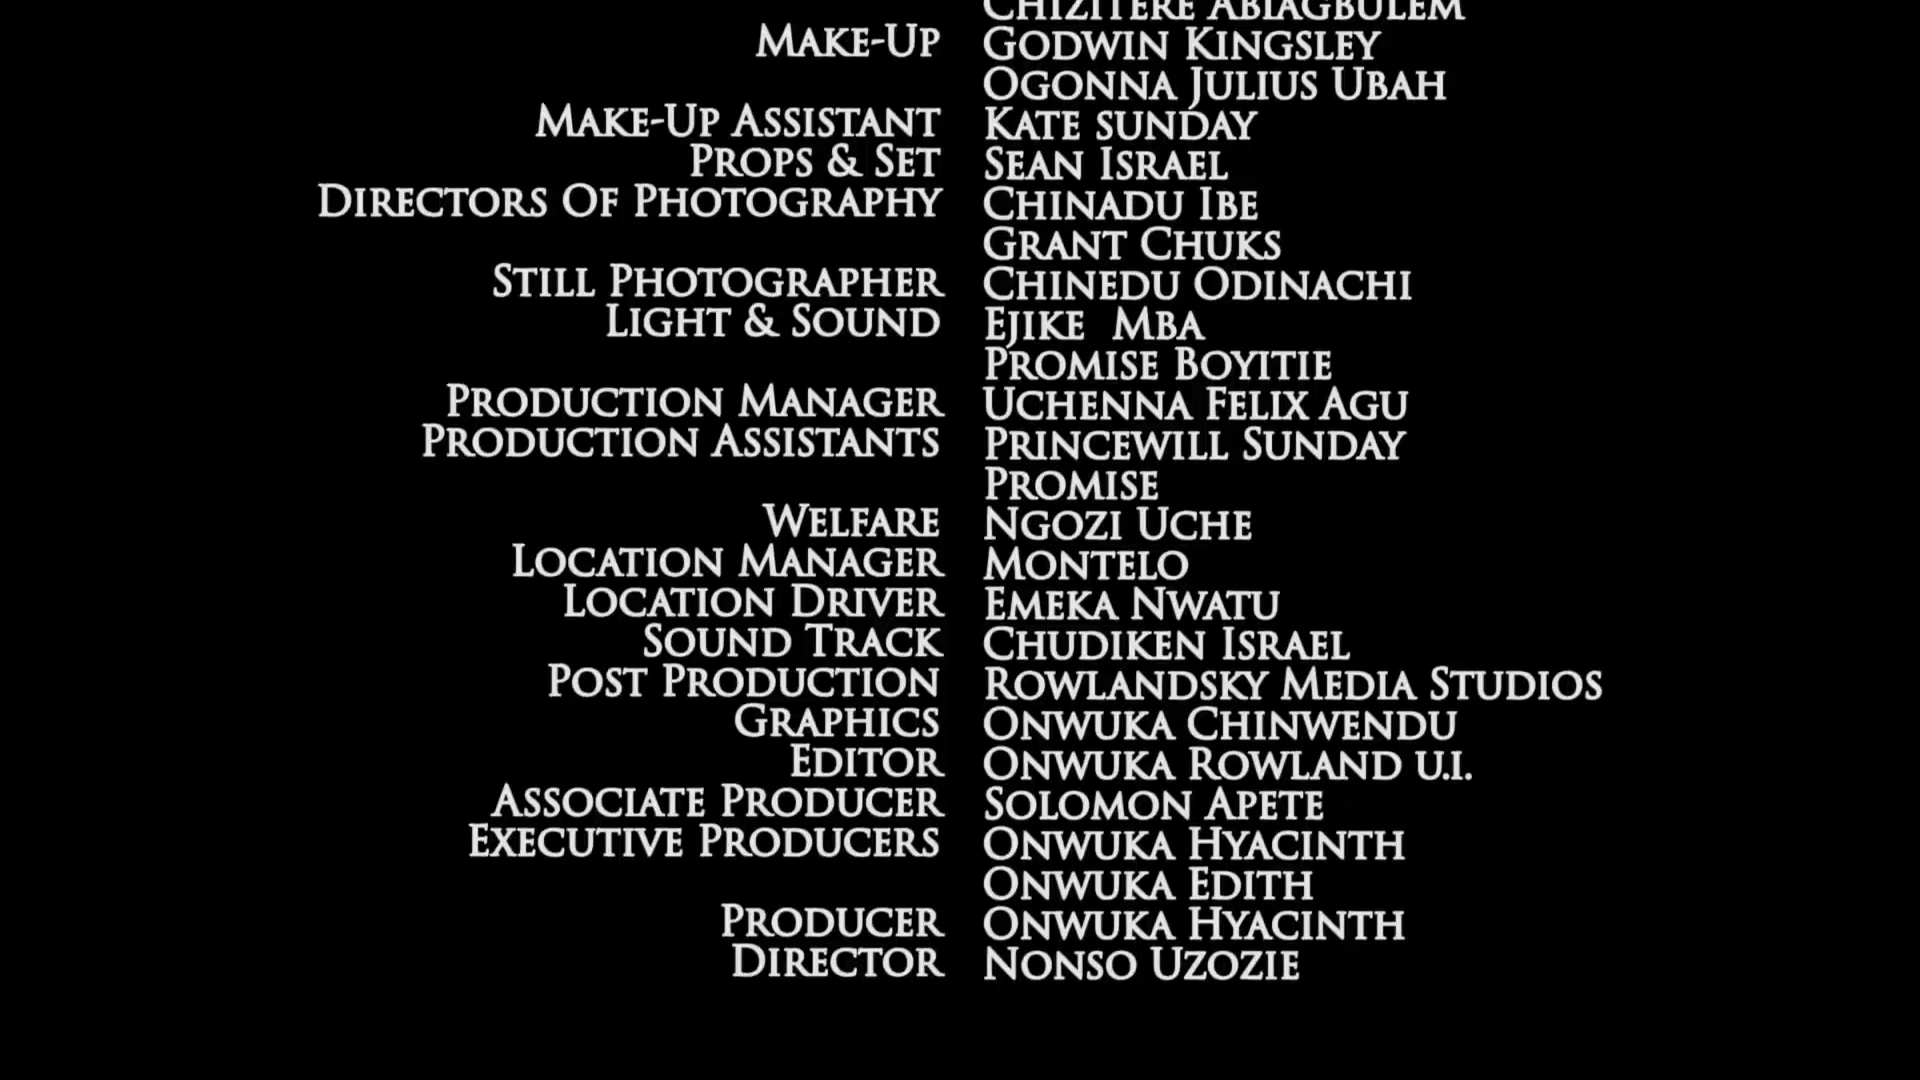 Chizitere Abiagbulem
Make-Up Godwin Kingsley
Ogonna Julius Ubah
Make-Up Assistant Kate sunday
Props & Set Sean Israel
Directors Of Photography Chinadu Ibe
Grant Chuks
Still Photographer Chinedu Odinachi
Light & Sound Ejike Mba
Promise Boyitie
Production Manager Uchenna Felix Agu
Production Assistants Princewill Sunday
Promise
Welfare Ngozi Uche
Location Manager Montelo
Location Driver Emeka Nwatu
Sound Track Chudiken Israel
Post Production Rowlandsky Media Studios
Graphics Onwuka Chinwendu
Editor Onwuka Rowland u.i.
Associate Producer Solomon Apete
Executive Producers Onwuka Hyacinth
Onwuka Edith
Producer Onwuka Hyacinth
Director Nonso Uzozie